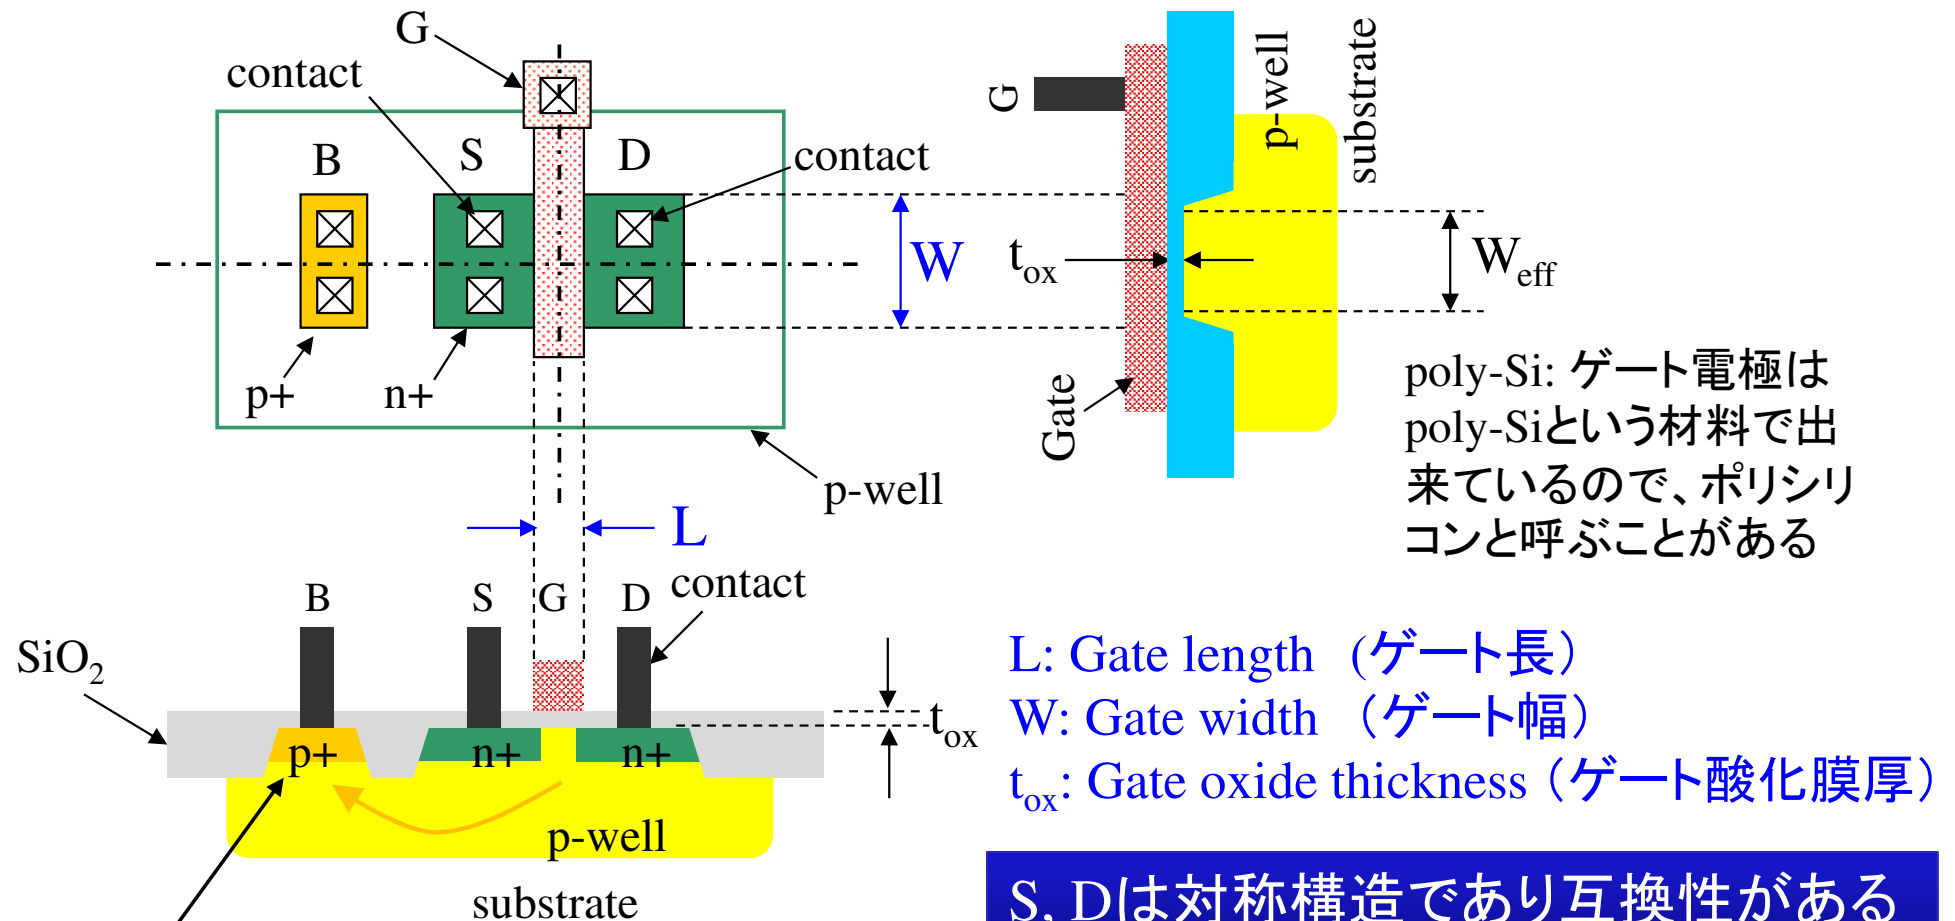 G
contact
B
S
D
contact
p+
n+
p-well
W
L
G
p-well
substrate
t_ox
W_eff
Gate
poly-Si: ゲート電極は
poly-Siという材料で出
来ているので、ポリシリ
コンと呼ぶことがある
B
S
G
D
contact
SiO₂
p+
n+
n+
t_ox
p-well
substrate
L: Gate length (ゲート長)
W: Gate width （ゲート幅）
t_ox: Gate oxide thickness（ゲート酸化膜厚）
S, Dは対称構造であり互換性がある